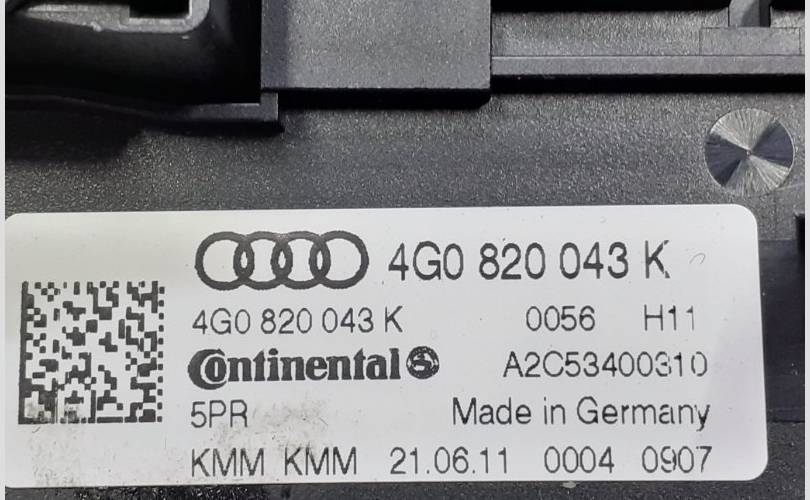 4G0 820 043 K
4G0 820 043 K 0056 H11
Continental A2C53400310
5PR Made in Germany
KMM KMM 21.06.11 0004 0907